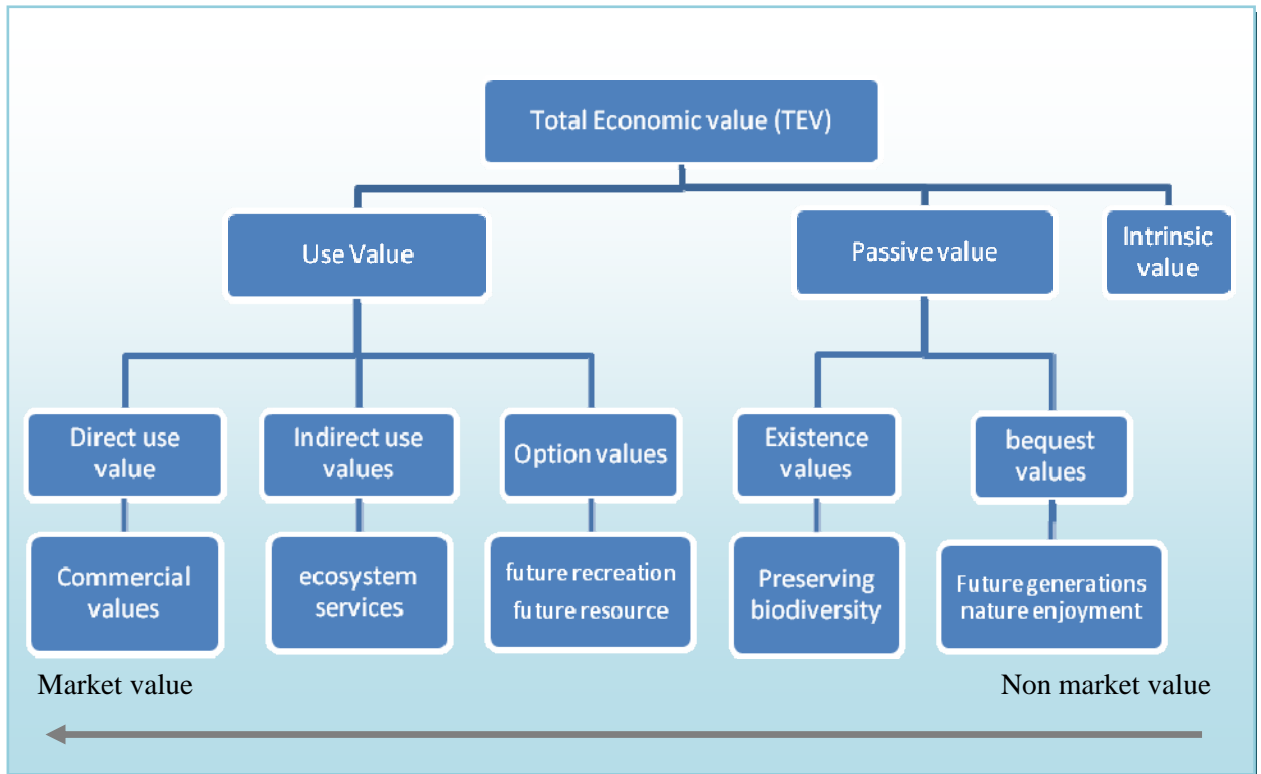 Total Economic value (TEV)
Use Value
Passive value
Intrinsic
value
Direct use
value
Indirect use
values
Option values
Existence
values
bequest
values
Commercial
values
ecosystem
services
future recreation
future resource
Preserving
biodiversity
Future generations
nature enjoyment
Market value
Non market value